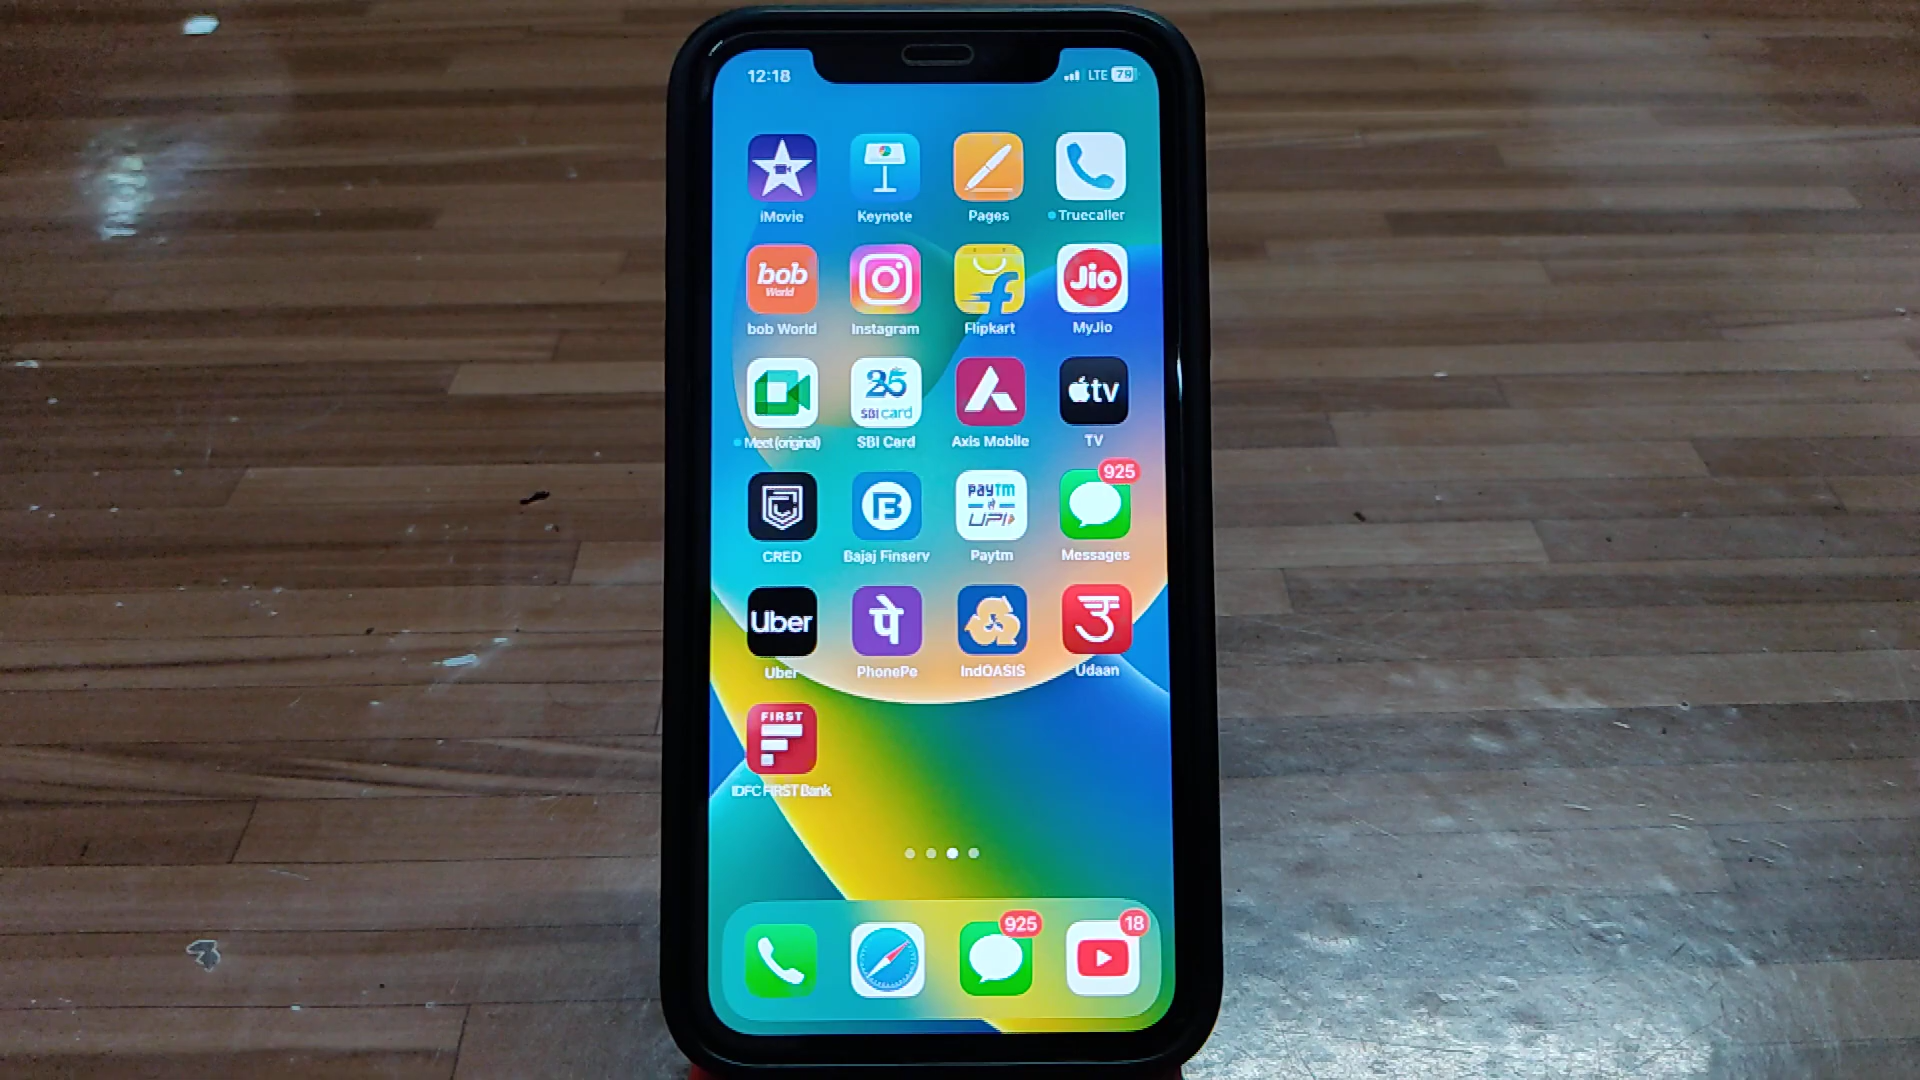 12:18 LTE 79
iMovie Keynote Pages Truecaller
bob
World
Jio
bob World Instagram Flipkart MyJio
25
SBI card
tv
Meet (original) SBI Card Axis Mobile TV
925
PayTM
UPI
CRED Bajaj Finserv Paytm Messages
Uber पे उ
Uber PhonePe IndOASIS Udaan
FIRST
IDFC FIRST Bank
925 18